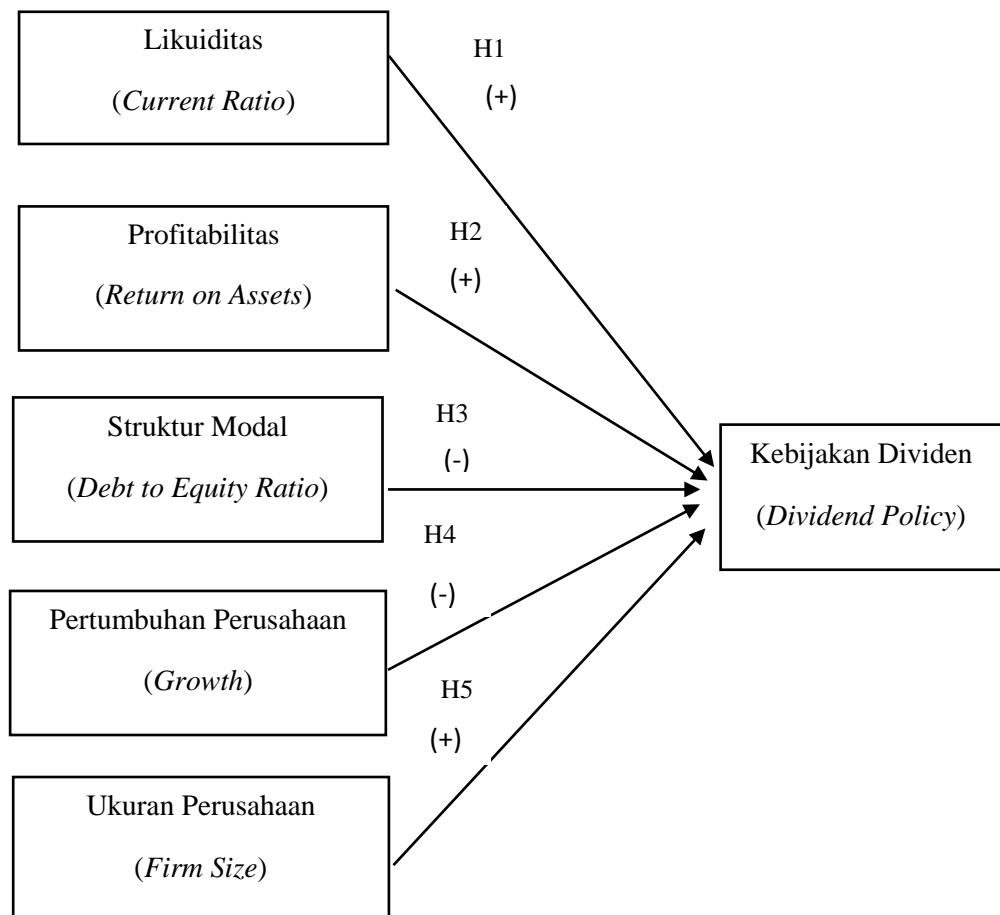 Likuiditas
(Current Ratio)
H1
(+)
Profitabilitas
(Return on Assets)
H2
(+)
Struktur Modal
(Debt to Equity Ratio)
H3
(-)
Kebijakan Dividen
(Dividend Policy)
H4
(-)
Pertumbuhan Perusahaan
(Growth)
H5
(+)
Ukuran Perusahaan
(Firm Size)